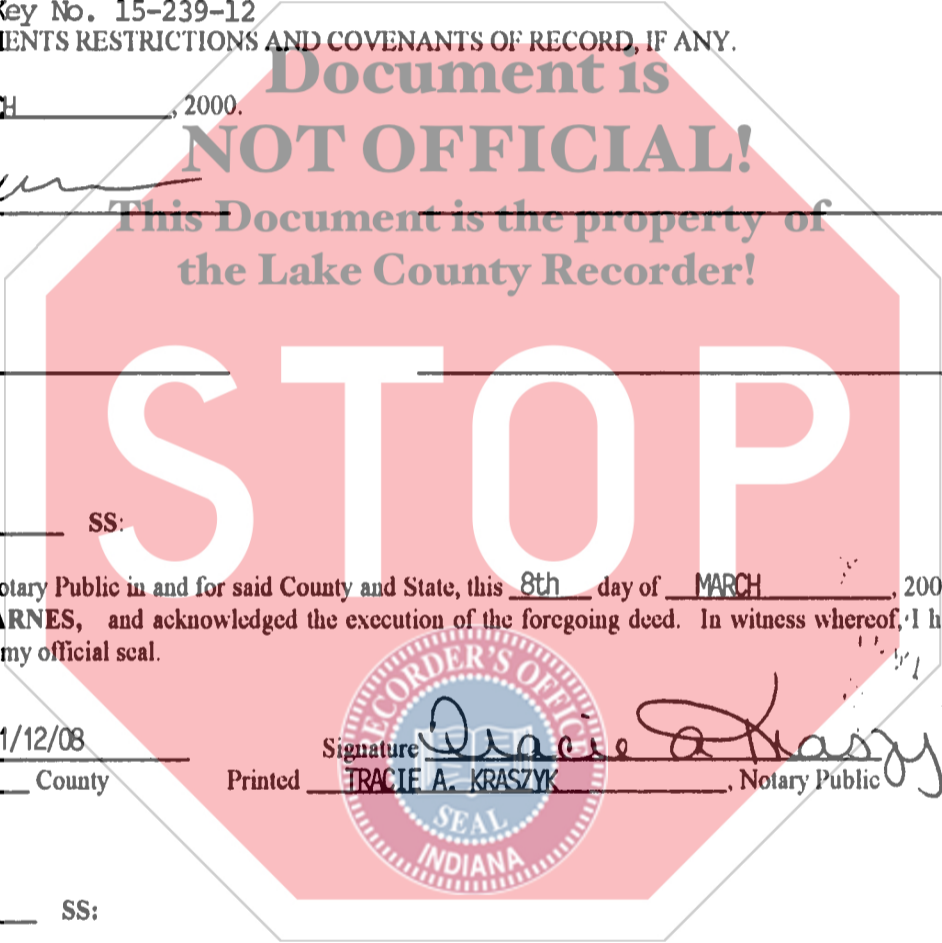 Key No. 15-239-12
ENTS RESTRICTIONS AND COVENANTS OF RECORD, IF ANY.
Document is
H, 2000.
NOT OFFICIAL!
This Document is the property of
the Lake County Recorder!
STOP
SS:
otary Public in and for said County and State, this 8th day of MARCH, 200
ARNES, and acknowledged the execution of the foregoing deed. In witness whereof, I h
my official seal.
RECORDER'S OFFICE
1/12/08 Signature Tracie A Kraszy
County Printed TRACIE A. KRASZYK, Notary Public
SEAL
INDIANA
SS: